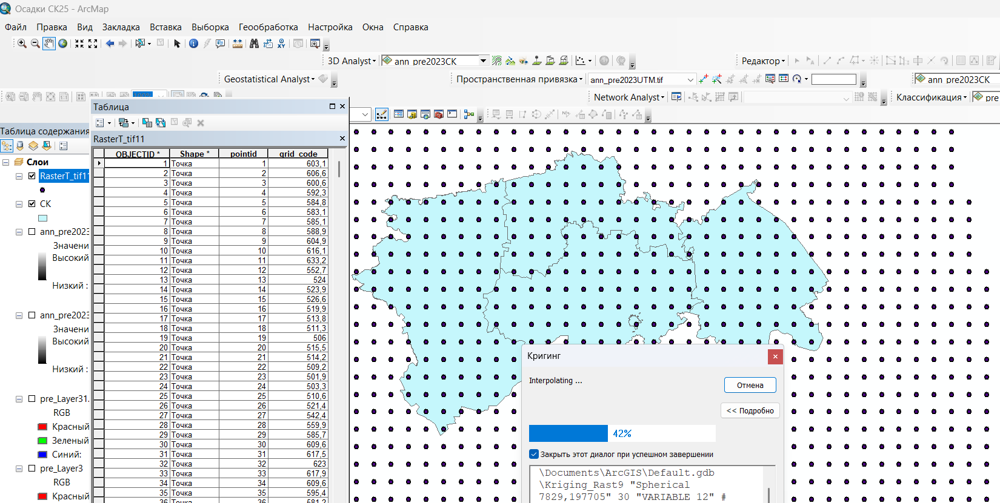 Осадки СК25 - ArcMap
Файл Правка Вид Закладка Вставка Выборка Геообработка Настройка Окна Справка
3D Analyst ann_pre2023СК Редактор
Geostatistical Analyst Пространственная привязка ann_pre2023UTM.tif ann_pre2023СК
Network Analyst Классификация pre
Таблица
Таблица содержания
RasterT_tif11
Слои
RasterT_tif11
СК
ann_pre2023
Значени
Высокий
Низкий :
ann_pre2023
Значени
Высокий
Низкий :
pre_Layer31.
RGB
Красный
Зеленый
Синий:
pre_Layer3
RGB
Красный
OBJECTID * Shape * pointid grid_code
1 Точка 1 603,1
2 Точка 2 606,6
3 Точка 3 600,6
4 Точка 4 592,3
5 Точка 5 584,8
6 Точка 6 583,1
7 Точка 7 585,1
8 Точка 8 588,9
9 Точка 9 604,9
10 Точка 10 616,1
11 Точка 11 633,2
12 Точка 12 552,7
13 Точка 13 524
14 Точка 14 523,9
15 Точка 15 526,6
16 Точка 16 519,9
17 Точка 17 513,8
18 Точка 18 511,3
19 Точка 19 506
20 Точка 20 515,5
21 Точка 21 514,2
22 Точка 22 509,2
23 Точка 23 501,9
24 Точка 24 503,3
25 Точка 25 510,6
26 Точка 26 521,4
27 Точка 27 542,4
28 Точка 28 559,9
29 Точка 29 585,7
30 Точка 30 609,6
31 Точка 31 617,5
32 Точка 32 623
33 Точка 33 617,9
34 Точка 34 609,6
35 Точка 35 595,4
36 Точка 36 581,2
Кригинг
Interpolating ...
Отмена
<< Подробно
42%
Закрыть этот диалог при успешном завершении
\Documents\ArcGIS\Default.gdb
\Kriging_Rast9 "Spherical
7829,197705" 30 "VARIABLE 12" #